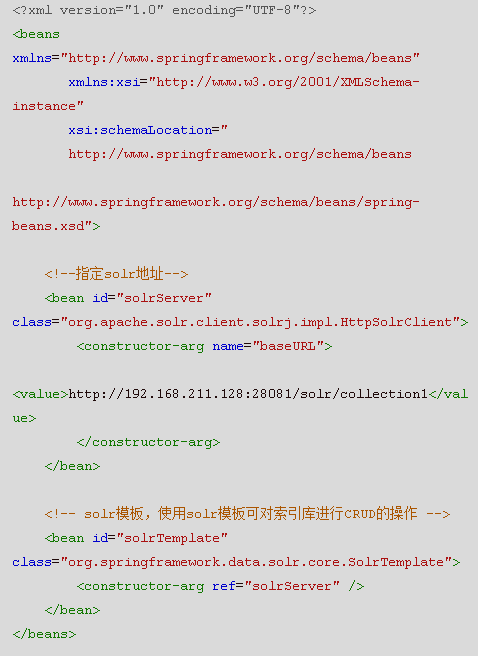 <?xml version="1.0" encoding="UTF-8"?>
<beans
xmlns="http://www.springframework.org/schema/beans"
xmlns:xsi="http://www.w3.org/2001/XMLSchema-
instance"
xsi:schemaLocation="
http://www.springframework.org/schema/beans
http://www.springframework.org/schema/beans/spring-
beans.xsd">
<!--指定solr地址-->
<bean id="solrServer"
class="org.apache.solr.client.solrj.impl.HttpSolrClient">
<constructor-arg name="baseURL">
<value>http://192.168.211.128:28081/solr/collection1</val
ue>
</constructor-arg>
</bean>
<!-- solr模板，使用solr模板可对索引库进行CRUD的操作 -->
<bean id="solrTemplate"
class="org.springframework.data.solr.core.SolrTemplate">
<constructor-arg ref="solrServer" />
</bean>
</beans>